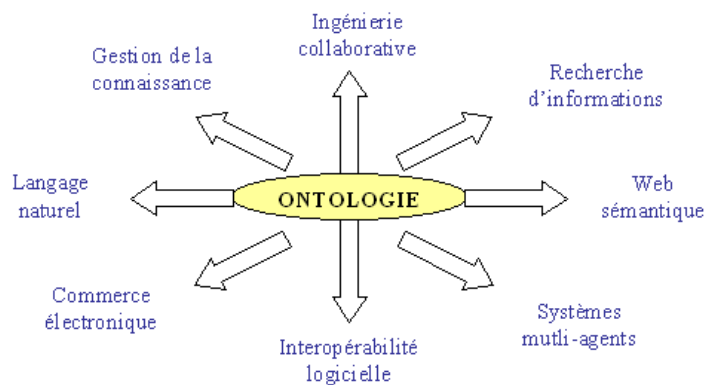 Ingénierie
collaborative
Gestion de la
connaissance
Recherche
d'informations
Langage
naturel
ONTOLOGIE
Web
sémantique
Commerce
électronique
Systèmes
mutli-agents
Interopérabilité
logicielle